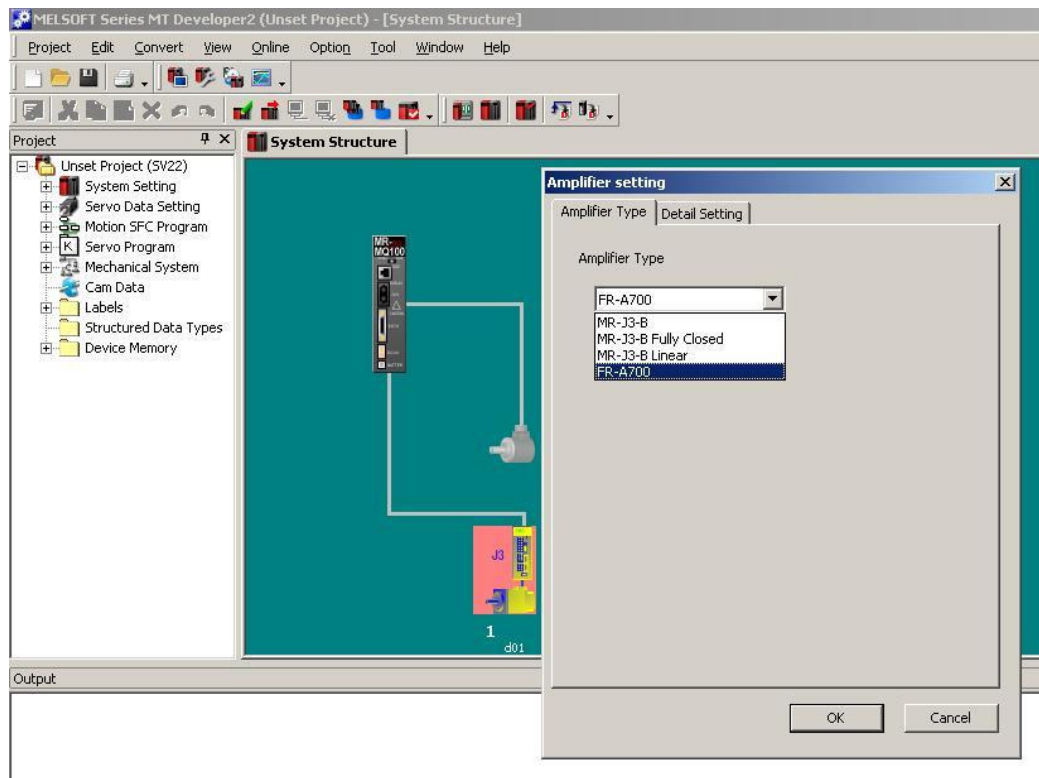 MELSOFT Series MT Developer2 (Unset Project) - [System Structure]
Project Edit Convert View Online Option Tool Window Help
Project
System Structure
Unset Project (SV22)
System Setting
Servo Data Setting
Motion SFC Program
K Servo Program
Mechanical System
Cam Data
Labels
Structured Data Types
Device Memory
MR-
MQ100
J3
1
d01
Amplifier setting
Amplifier Type Detail Setting
Amplifier Type
FR-A700
MR-J3-B
MR-J3-B Fully Closed
MR-J3-B Linear
FR-A700
OK Cancel
Output